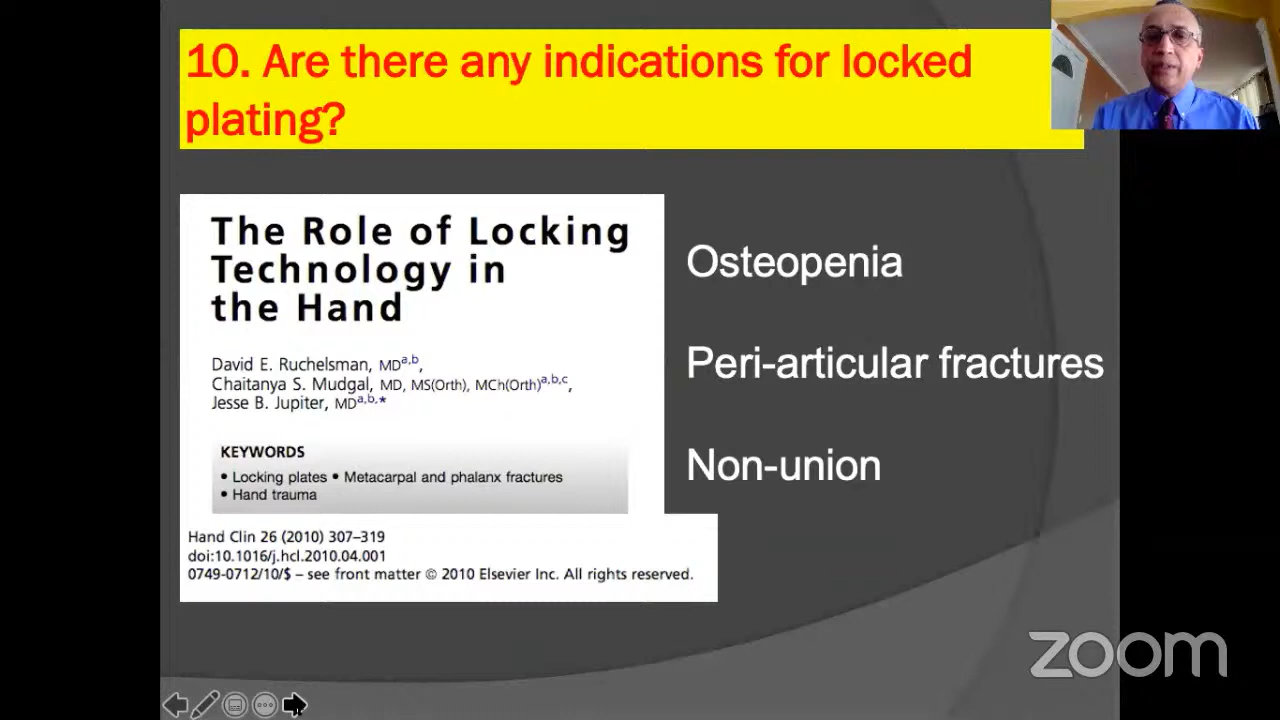 10. Are there any indications for locked
plating?
The Role of Locking
Technology in
the Hand
David E. Ruchelsman, MDa,b,
Chaitanya S. Mudgal, MD, MS(Orth), MCh(Orth)a,b,c,
Jesse B. Jupiter, MDa,b,*
KEYWORDS
• Locking plates • Metacarpal and phalanx fractures
• Hand trauma
Hand Clin 26 (2010) 307–319
doi:10.1016/j.hcl.2010.04.001
0749-0712/10/$ – see front matter © 2010 Elsevier Inc. All rights reserved.
Osteopenia
Peri-articular fractures
Non-union
zoom